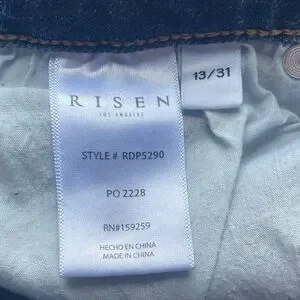 RISEN
LOS ANGELES
13/31
STYLE # RDP5290
PO 2228
RN#159259
HECHO EN CHINA
MADE IN CHINA